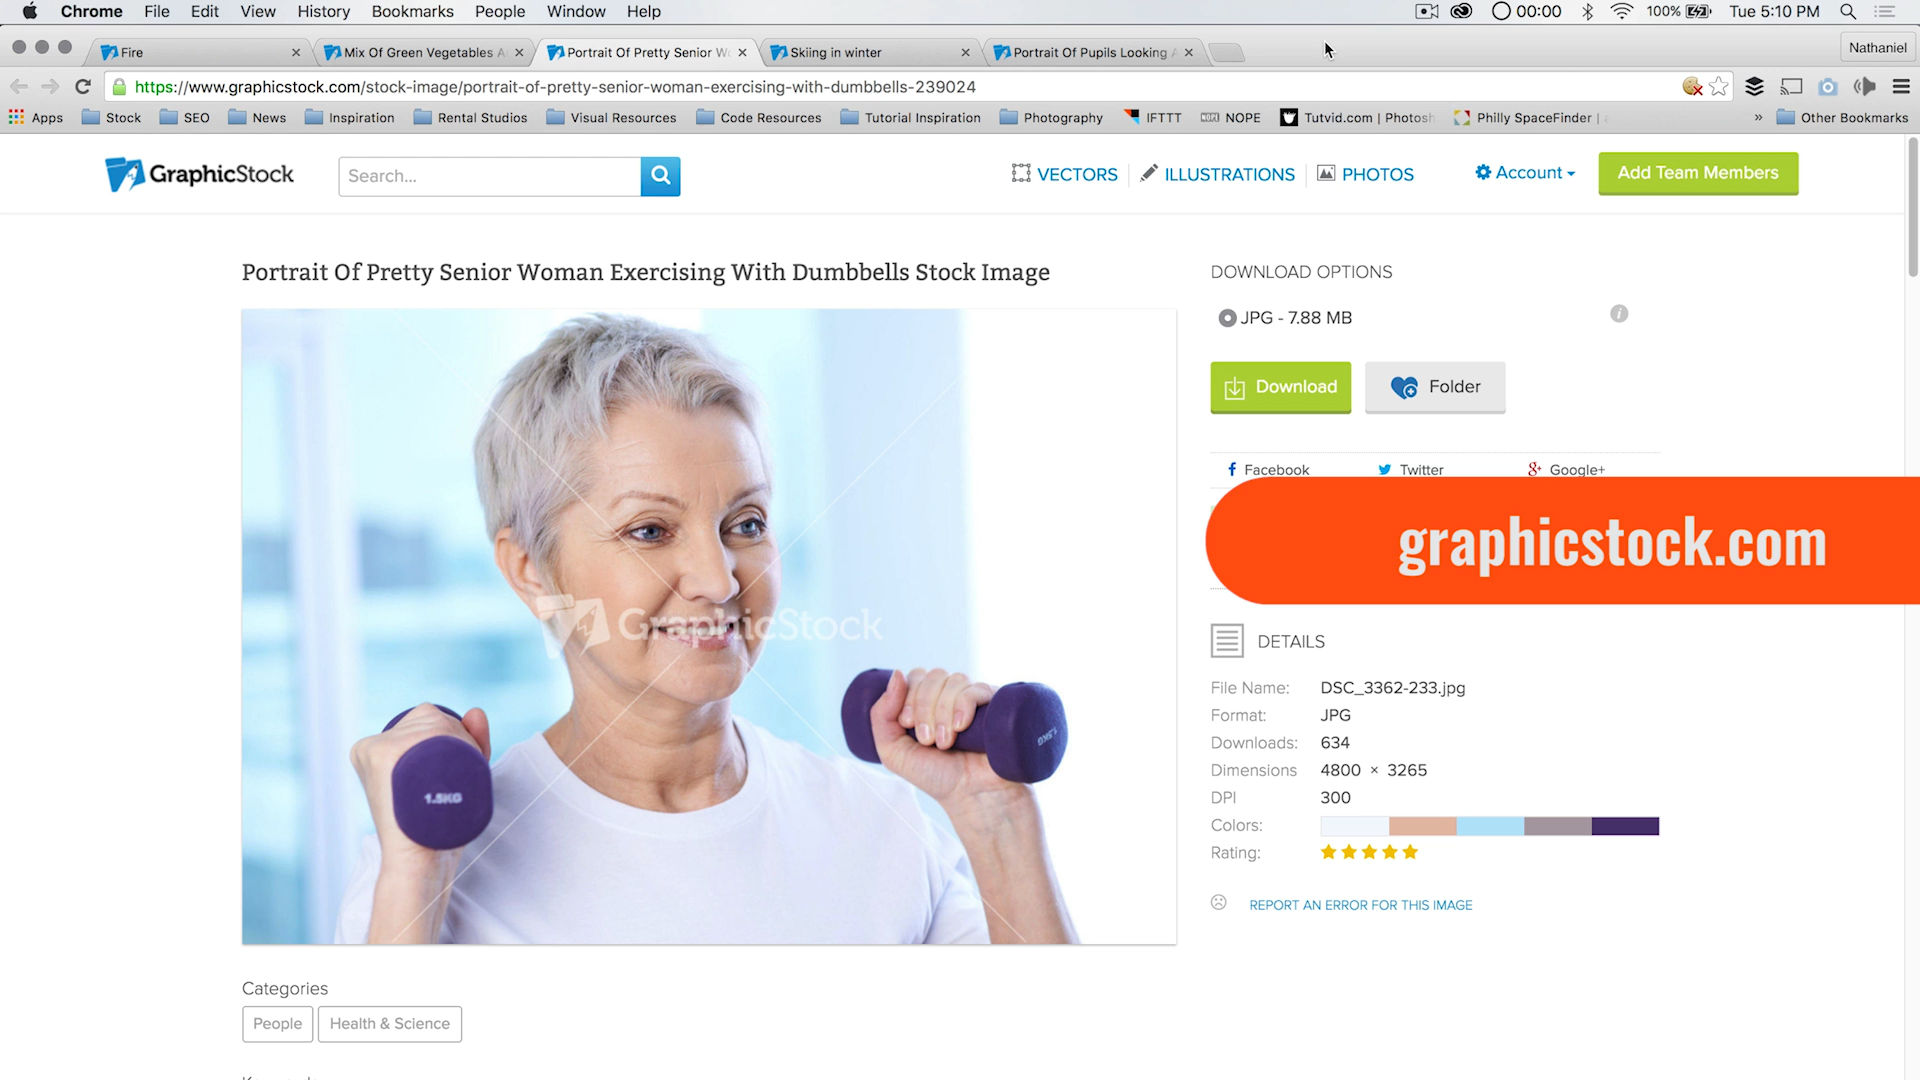 Chrome File Edit View History Bookmarks People Window Help 00:00 100% Tue 5:10 PM
Fire Mix Of Green Vegetables A Portrait Of Pretty Senior W Skiing in winter Portrait Of Pupils Looking A Nathaniel
https://www.graphicstock.com/stock-image/portrait-of-pretty-senior-woman-exercising-with-dumbbells-239024
Apps Stock SEO News Inspiration Rental Studios Visual Resources Code Resources Tutorial Inspiration Photography IFTTT NOPE NOPE Tutvid.com | Photosh Philly SpaceFinder | » Other Bookmarks
GraphicStock Search... VECTORS ILLUSTRATIONS PHOTOS Account Add Team Members
Portrait Of Pretty Senior Woman Exercising With Dumbbells Stock Image
GraphicStock
1.5KG
1.5KG
Categories
People Health & Science
DOWNLOAD OPTIONS
JPG - 7.88 MB
Download Folder
Facebook Twitter Google+
graphicstock.com
DETAILS
File Name: DSC_3362-233.jpg
Format: JPG
Downloads: 634
Dimensions 4800 × 3265
DPI 300
Colors:
Rating:
REPORT AN ERROR FOR THIS IMAGE